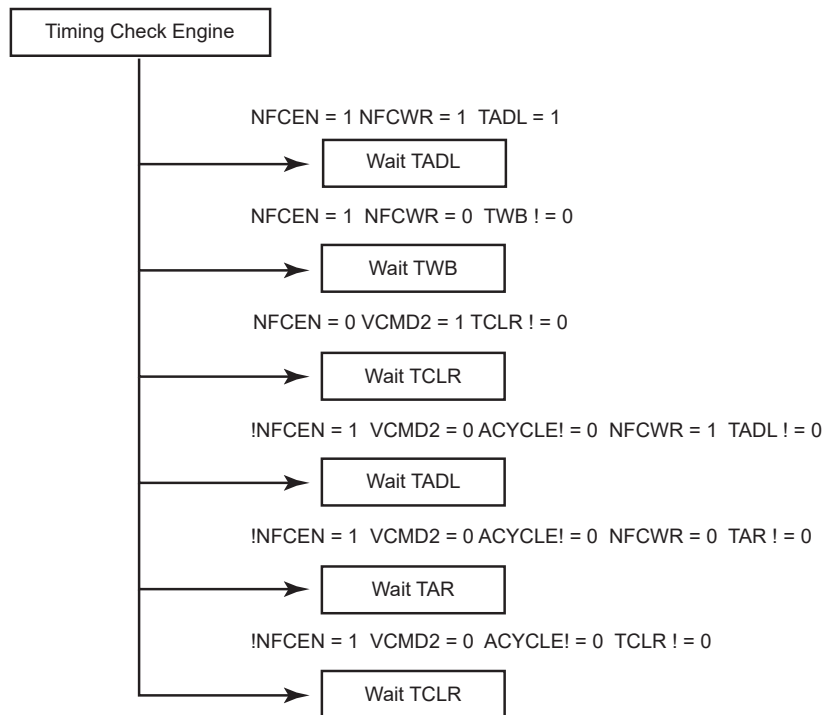 Timing Check Engine
NFCEN = 1 NFCWR = 1 TADL = 1
Wait TADL
NFCEN = 1 NFCWR = 0 TWB ! = 0
Wait TWB
NFCEN = 0 VCMD2 = 1 TCLR ! = 0
Wait TCLR
!NFCEN = 1 VCMD2 = 0 ACYCLE! = 0 NFCWR = 1 TADL ! = 0
Wait TADL
!NFCEN = 1 VCMD2 = 0 ACYCLE! = 0 NFCWR = 0 TAR ! = 0
Wait TAR
!NFCEN = 1 VCMD2 = 0 ACYCLE! = 0 TCLR ! = 0
Wait TCLR